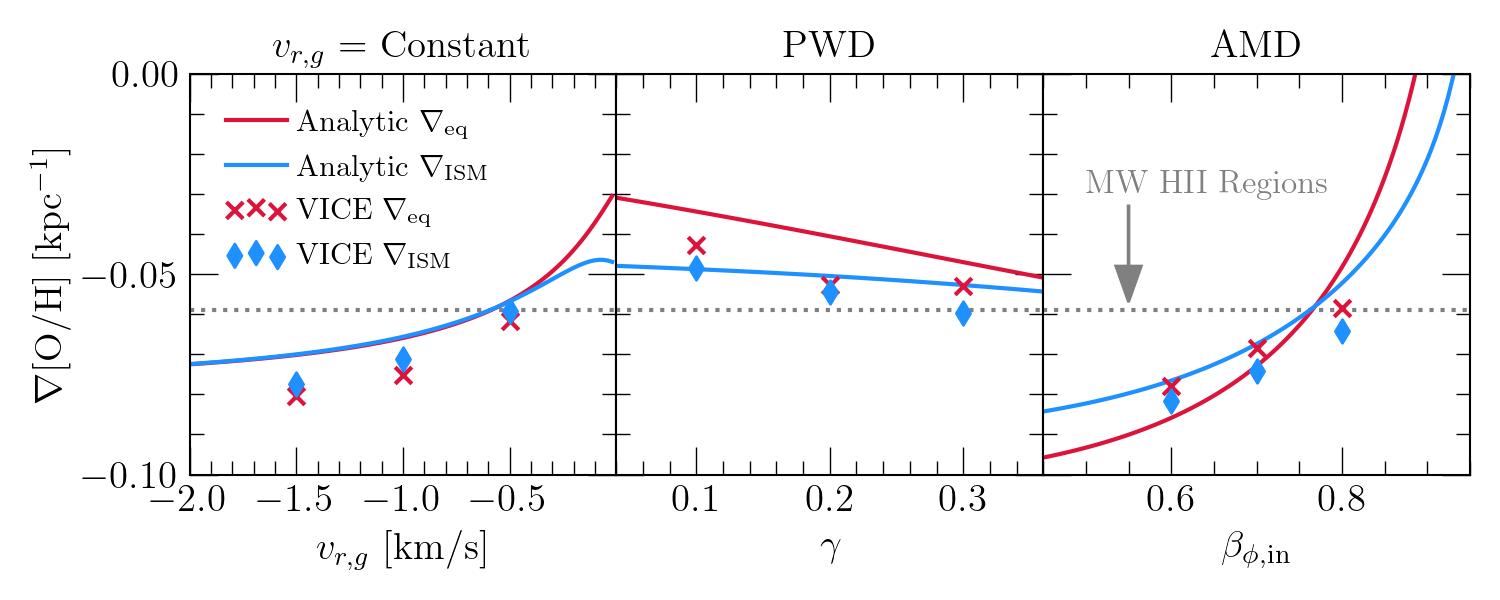 v_{r,g} = Constant
PWD
AMD
∇[O/H] [kpc⁻¹]
0.00
−0.05
−0.10
Analytic ∇_eq
Analytic ∇_ISM
VICE ∇_eq
VICE ∇_ISM
MW HII Regions
−2.0 −1.5 −1.0 −0.5
0.1 0.2 0.3
0.6 0.8
v_{r,g} [km/s]
γ
β_{ϕ,in}